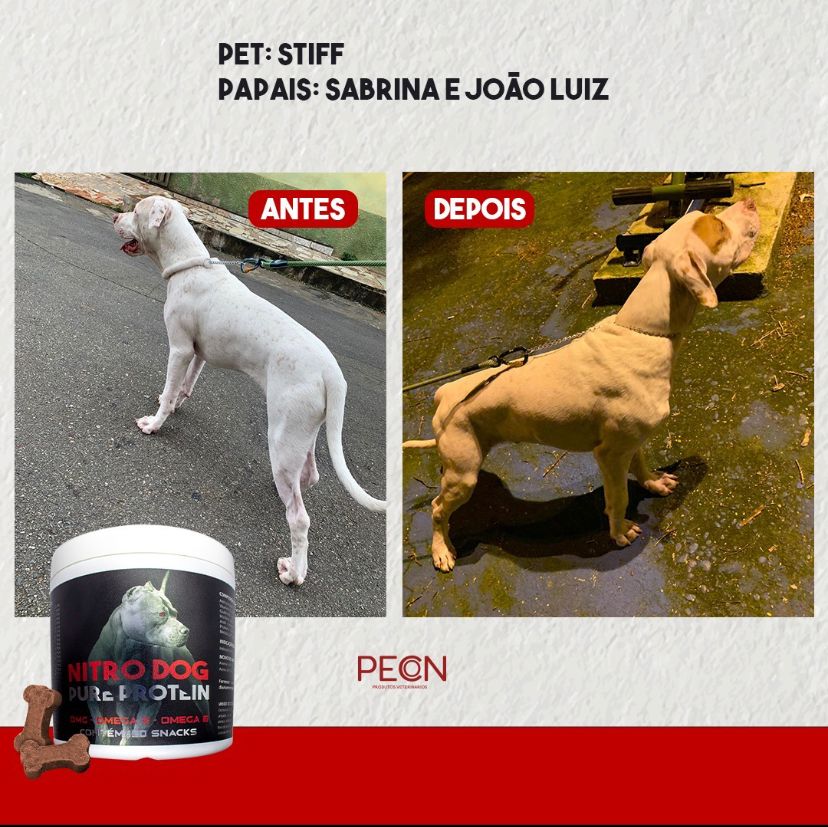 PET: STIFF
PAPAIS: SABRINA E JOÃO LUIZ
ANTES
DEPOIS
NITRO DOG
PURE PROTEIN
DMG - OMEGA 3 - OMEGA 6
SNACKS
PECON
PRODUTOS VETERINÁRIOS